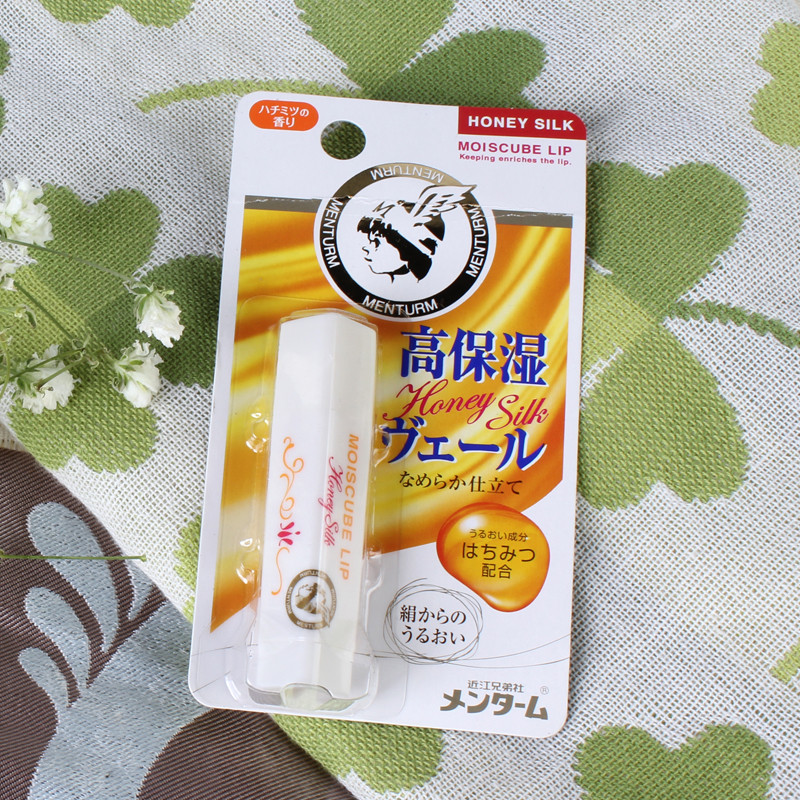 ハチミツの
香り
HONEY SILK
MOISCUBE LIP
Keeping enriches the lip.
MENTURM
MENTURM
MENTURM
MENTURM
高保湿
Honey Silk
ヴェール
なめらか仕立て
うるおい成分
はちみつ
配合
絹からの
うるおい
近江兄弟社
メンターム®
MOISCUBE LIP
Honey Silk
MENTURM